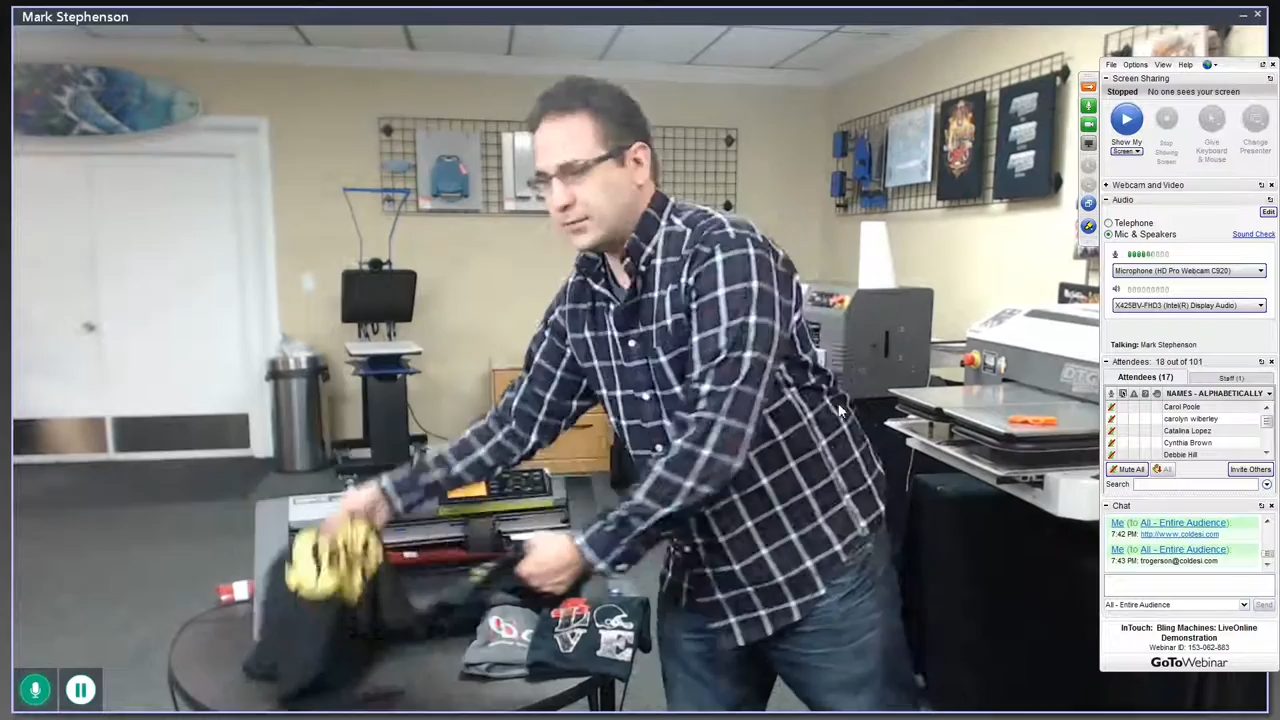 Mark Stephenson
File Options View Help
Screen Sharing
Stopped No one sees your screen
Show My
Screen
Stop
Showing
Screen
Give
Keyboard
& Mouse
Change
Presenter
Webcam and Video
Audio
Edit
Telephone
Mic & Speakers
Sound Check
Microphone (HD Pro Webcam C920)
X425BV-FHD3 (Intel(R) Display Audio)
Talking: Mark Stephenson
Attendees: 18 out of 101
Attendees (17)
Staff (1)
NAMES - ALPHABETICALLY
Carol Poole
carolyn wiberley
Catalina Lopez
Cynthia Brown
Debbie Hill
Mute All
All
Invite Others
Search
Chat
Me (to All - Entire Audience):
7:42 PM: http://www.coldesi.com
Me (to All - Entire Audience):
7:43 PM: trogerson@coldesi.com
All - Entire Audience
Send
InTouch: Bling Machines: LiveOnline
Demonstration
Webinar ID: 153-062-883
GoToWebinar
DTG